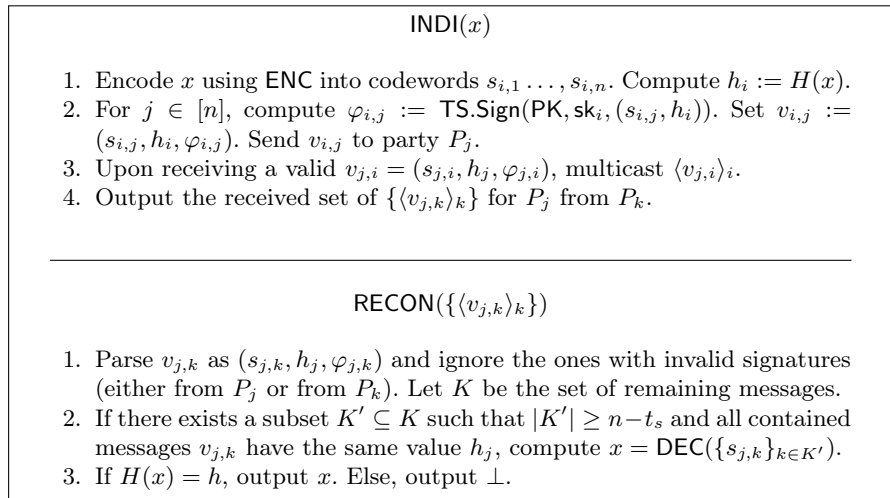 INDI(x)
1. Encode x using ENC into codewords s_{i,1} …, s_{i,n}. Compute h_i := H(x).
2. For j ∈ [n], compute φ_{i,j} := TS.Sign(PK, sk_i, (s_{i,j}, h_i)). Set v_{i,j} :=
(s_{i,j}, h_i, φ_{i,j}). Send v_{i,j} to party P_j.
3. Upon receiving a valid v_{j,i} = (s_{j,i}, h_j, φ_{j,i}), multicast ⟨v_{j,i}⟩_i.
4. Output the received set of {⟨v_{j,k}⟩_k} for P_j from P_k.
RECON({⟨v_{j,k}⟩_k})
1. Parse v_{j,k} as (s_{j,k}, h_j, φ_{j,k}) and ignore the ones with invalid signatures
(either from P_j or from P_k). Let K be the set of remaining messages.
2. If there exists a subset K′ ⊆ K such that |K′| ≥ n−t_s and all contained
messages v_{j,k} have the same value h_j, compute x = DEC({s_{j,k}}_{k∈K′}).
3. If H(x) = h, output x. Else, output ⊥.